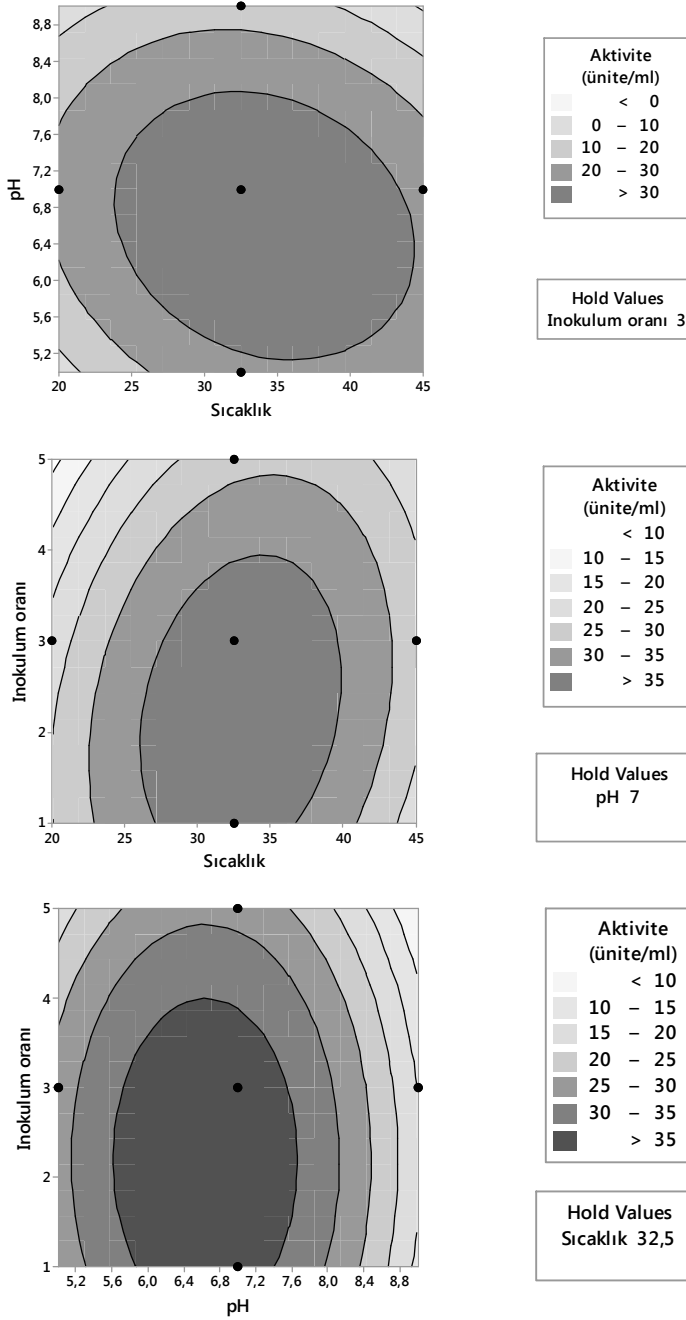 8,8
8,4
8,0
7,6
7,2
6,8
6,4
6,0
5,6
5,2
pH
20 25 30 35 40 45
Sıcaklık
Aktivite
(ünite/ml)
< 0
0 – 10
10 – 20
20 – 30
> 30
Hold Values
Inokulum oranı 3
5
4
3
2
1
Inokulum oranı
20 25 30 35 40 45
Sıcaklık
Aktivite
(ünite/ml)
< 10
10 – 15
15 – 20
20 – 25
25 – 30
30 – 35
> 35
Hold Values
pH 7
5
4
3
2
1
Inokulum oranı
5,2 5,6 6,0 6,4 6,8 7,2 7,6 8,0 8,4 8,8
pH
Aktivite
(ünite/ml)
< 10
10 – 15
15 – 20
20 – 25
25 – 30
30 – 35
> 35
Hold Values
Sıcaklık 32,5